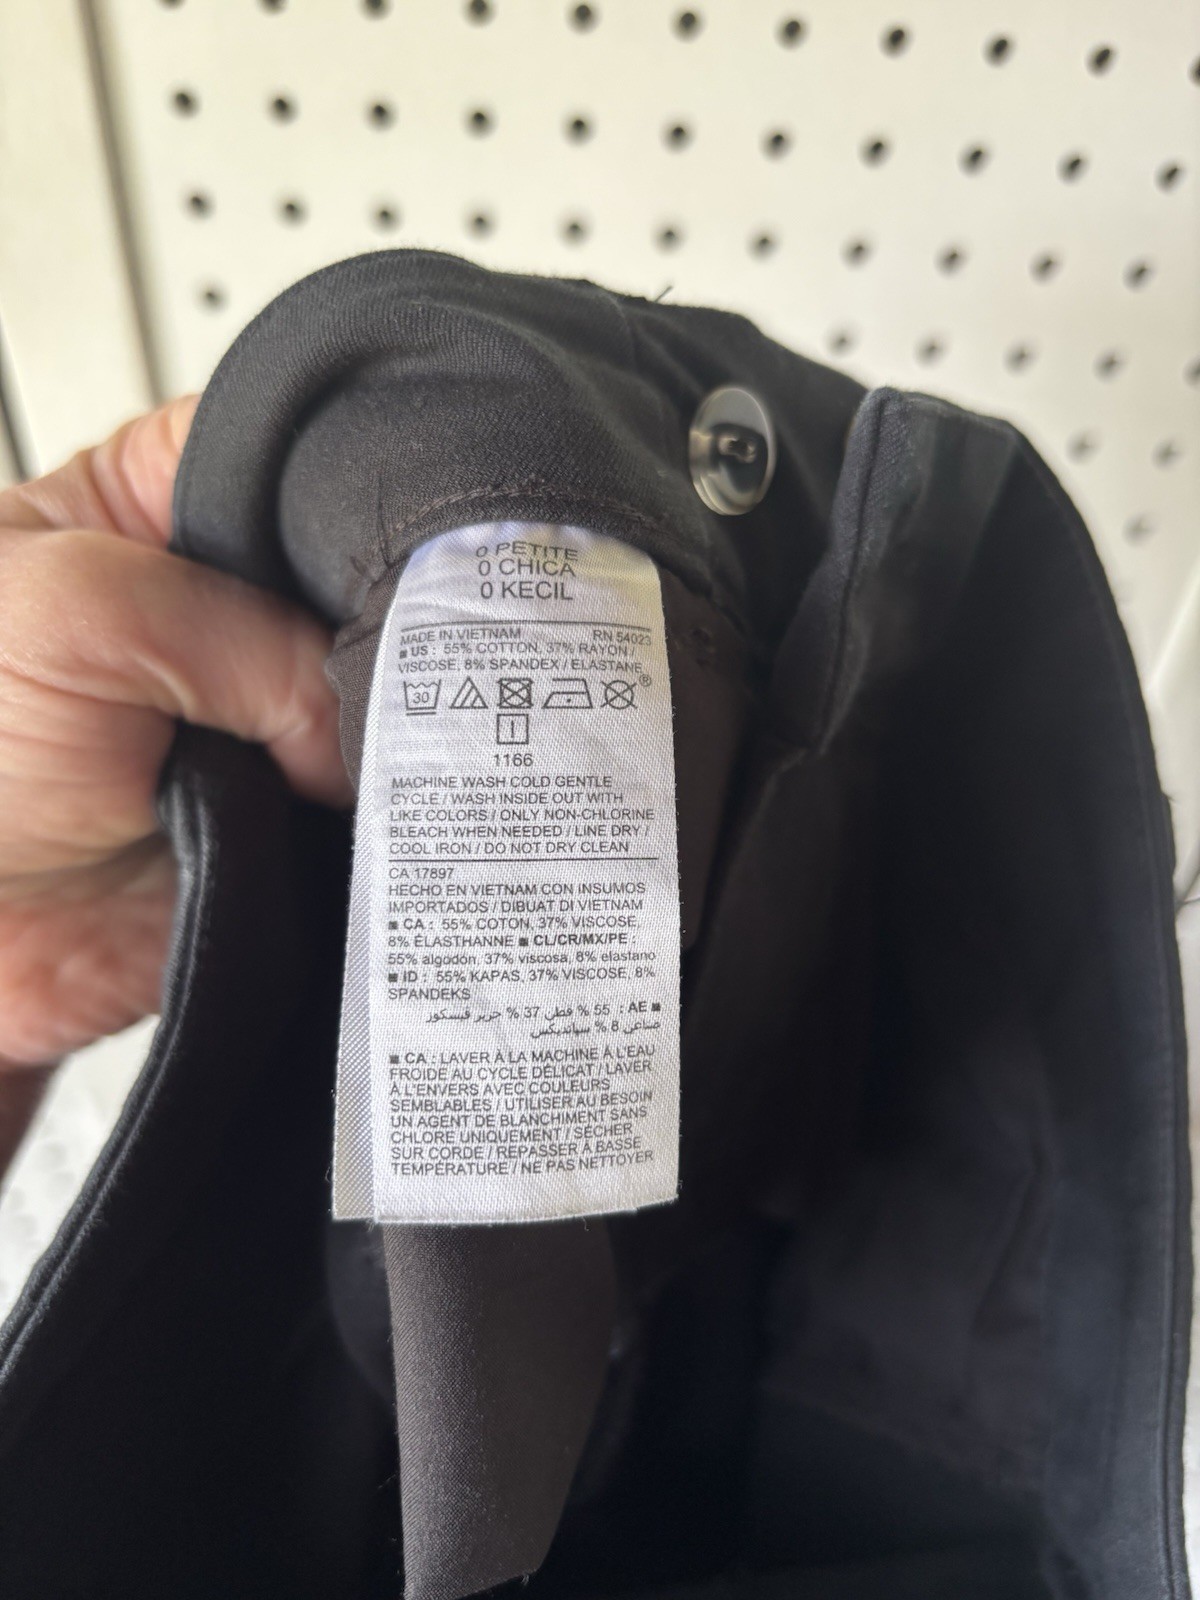 0 PETITE
0 CHICA
0 KECIL
MADE IN VIETNAM RN 54023
■ US : 55% COTTON, 37% RAYON /
VISCOSE, 8% SPANDEX / ELASTANE
30 ®
1166
MACHINE WASH COLD GENTLE
CYCLE / WASH INSIDE OUT WITH
LIKE COLORS / ONLY NON-CHLORINE
BLEACH WHEN NEEDED / LINE DRY /
COOL IRON / DO NOT DRY CLEAN
CA 17897
HECHO EN VIETNAM CON INSUMOS
IMPORTADOS / DIBUAT DI VIETNAM
■ CA : 55% COTON, 37% VISCOSE,
8% ÉLASTHANNE ■ CL/CR/MX/PE :
55% algodón, 37% viscosa, 8% elastano
■ ID : 55% KAPAS, 37% VISCOSE, 8%
SPANDEKS
■ AE : 55 % قطن 37 % حرير فيسكور
صناعي 8 % سباندیکس
■ CA : LAVER À LA MACHINE À L'EAU
FROIDE AU CYCLE DÉLICAT / LAVER
À L'ENVERS AVEC COULEURS
SEMBLABLES / UTILISER AU BESOIN
UN AGENT DE BLANCHIMENT SANS
CHLORE UNIQUEMENT / SÉCHER
SUR CORDE / REPASSER À BASSE
TEMPÉRATURE / NE PAS NETTOYER